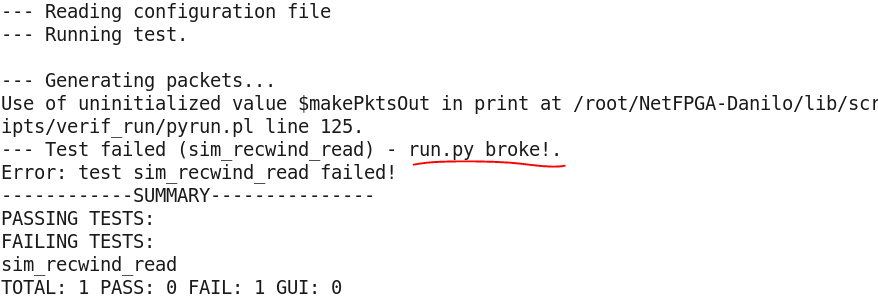 --- Reading configuration file
--- Running test.
--- Generating packets...
Use of uninitialized value $makePktsOut in print at /root/NetFPGA-Danilo/lib/scr
ipts/verif_run/pyrun.pl line 125.
--- Test failed (sim_recwind_read) - run.py broke!.
Error: test sim_recwind_read failed!
------------SUMMARY---------------
PASSING TESTS:
FAILING TESTS:
sim_recwind_read
TOTAL: 1 PASS: 0 FAIL: 1 GUI: 0